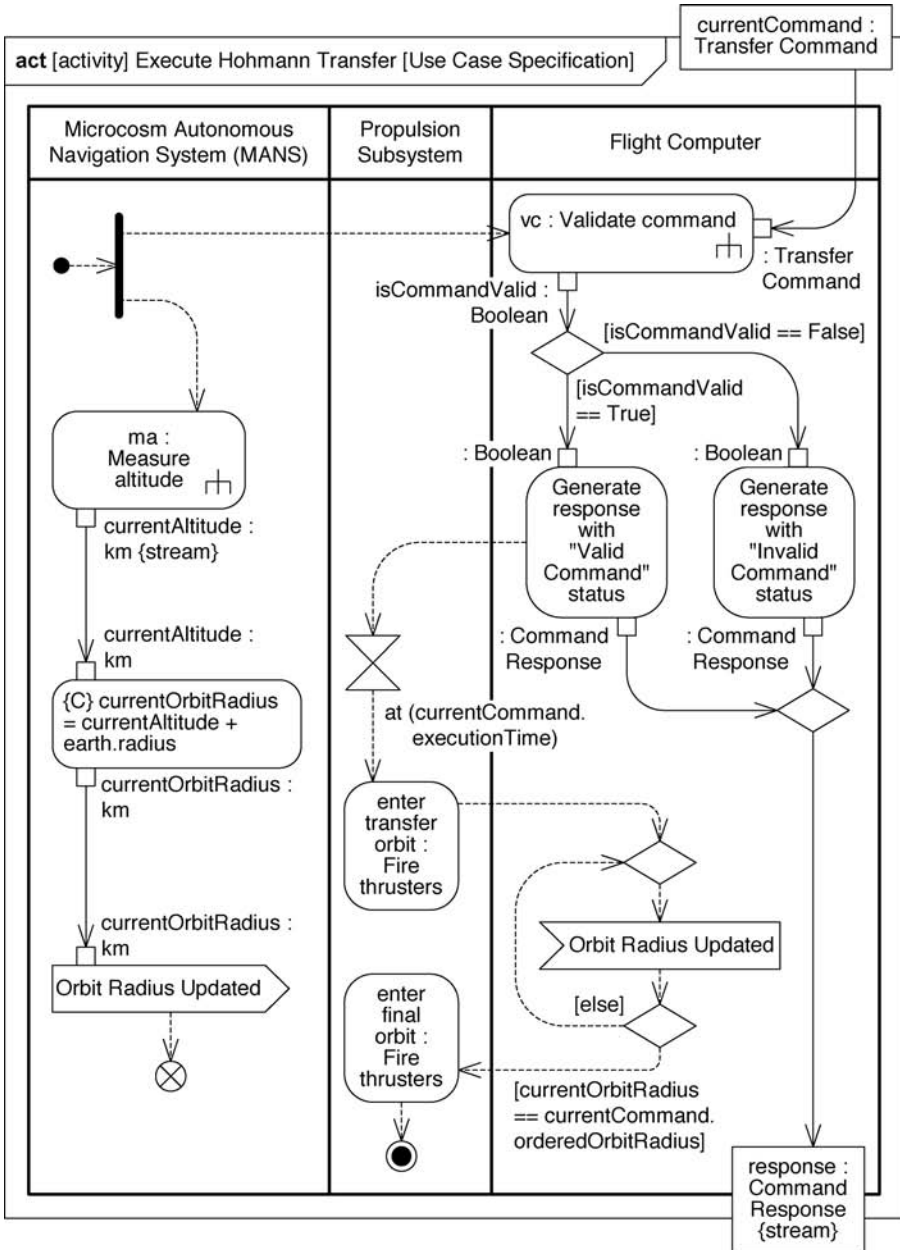 currentCommand :
Transfer Command
act [activity] Execute Hohmann Transfer [Use Case Specification]
Microcosm Autonomous
Navigation System (MANS)
Propulsion
Subsystem
Flight Computer
vc : Validate command
: Transfer
Command
isCommandValid :
Boolean
[isCommandValid == False]
[isCommandValid
== True]
ma :
Measure
altitude
: Boolean
: Boolean
Generate
response
with
"Valid
Command"
status
Generate
response
with
"Invalid
Command"
status
currentAltitude :
km {stream}
currentAltitude :
km
: Command
Response
: Command
Response
{C} currentOrbitRadius
= currentAltitude +
earth.radius
at (currentCommand.
executionTime)
currentOrbitRadius :
km
enter
transfer
orbit :
Fire
thrusters
currentOrbitRadius :
km
Orbit Radius Updated
Orbit Radius Updated
[else]
enter
final
orbit :
Fire
thrusters
[currentOrbitRadius
== currentCommand.
orderedOrbitRadius]
response :
Command
Response
{stream}